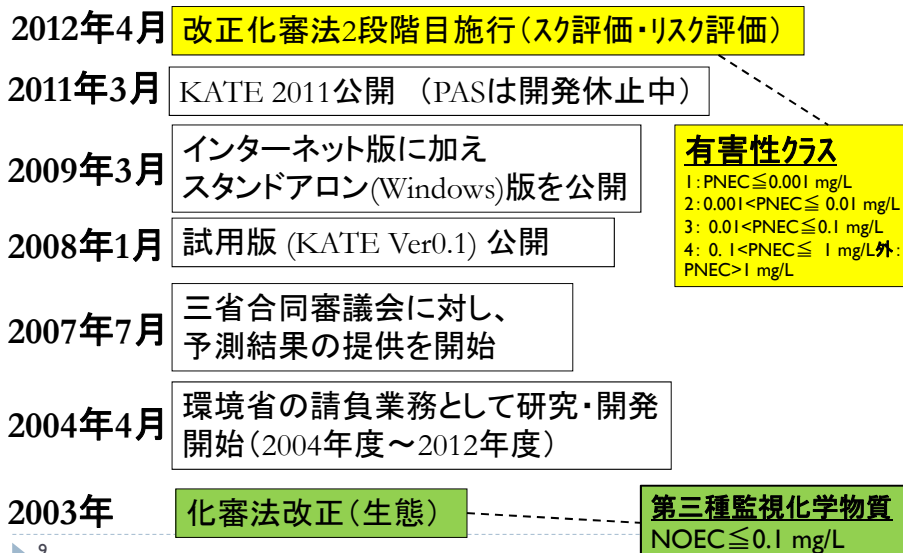 2012年4月 改正化審法2段階目施行（スク評価・リスク評価）
2011年3月 KATE 2011公開 （PASは開発休止中）
2009年3月 インターネット版に加え
スタンドアロン(Windows)版を公開
有害性クラス
1:PNEC≦0.001 mg/L
2:0.001<PNEC≦ 0.01 mg/L
3: 0.01<PNEC≦0.1 mg/L
4: 0. 1<PNEC≦ 1 mg/L外:
PNEC>1 mg/L
2008年1月 試用版 (KATE Ver0.1) 公開
2007年7月 三省合同審議会に対し、
予測結果の提供を開始
2004年4月 環境省の請負業務として研究・開発
開始（2004年度～2012年度）
2003年 化審法改正（生態）
第三種監視化学物質
NOEC≦0.1 mg/L
9